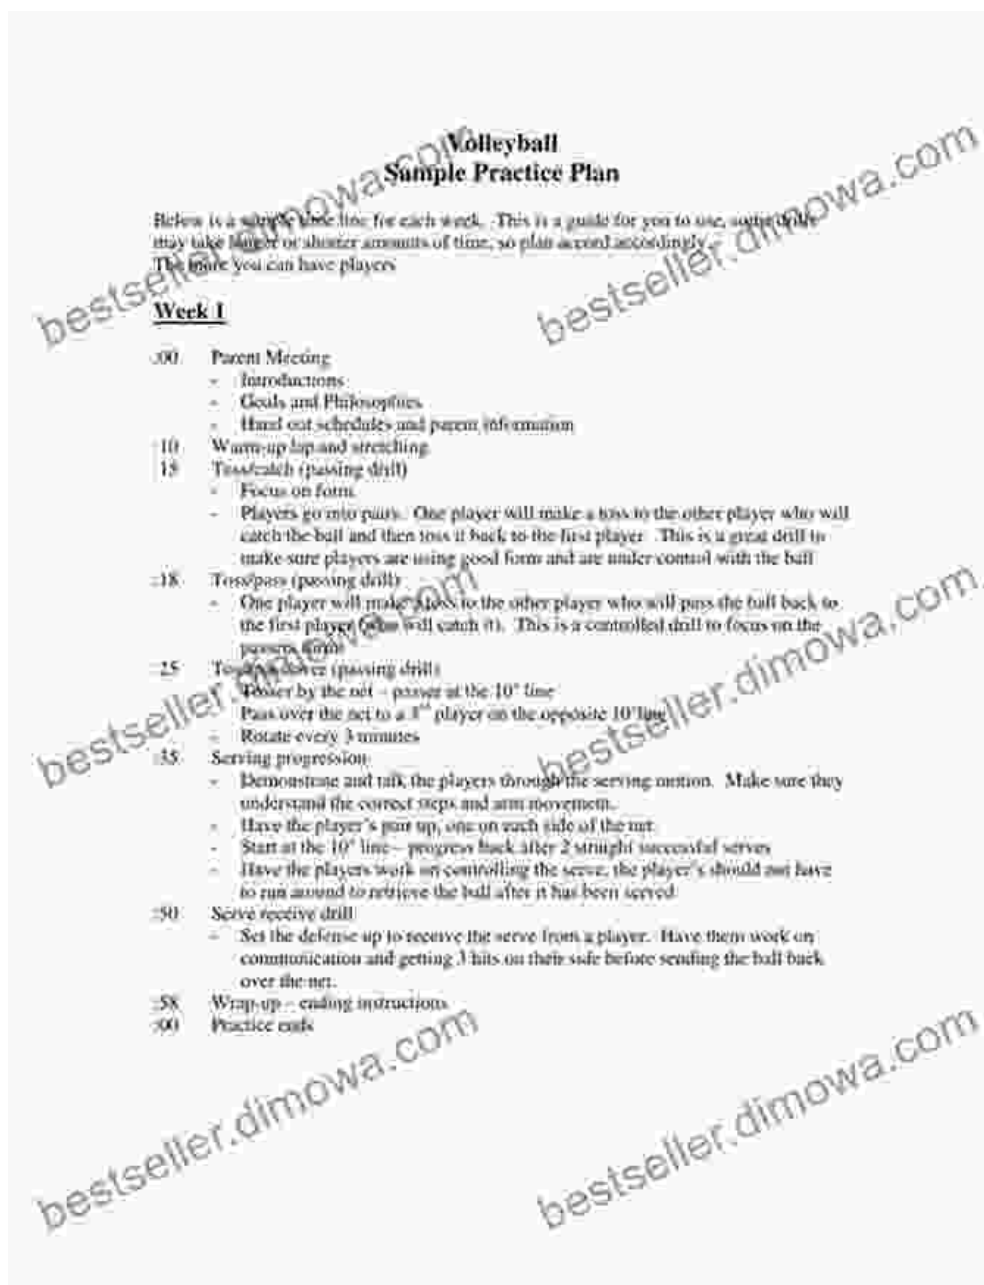 Volleyball
Sample Practice Plan
Below is a sample time line for each week. This is a guide for you to use, some drills
may take longer or shorter amounts of time, so plan accord accordingly.
The more you can have players
Week 1
:00 Parent Meeting
- Introductions
- Goals and Philosophies
- Hand out schedules and parent information
:10 Warm-up lap and stretching
:15 Toss/catch (passing drill)
- Focus on form.
- Players go into pairs. One player will make a toss to the other player who will
catch the ball and then toss it back to the first player. This is a great drill to
make sure players are using good form and are under control with the ball
:18 Toss/pass (passing drill)
- One player will make a toss to the other player who will pass the ball back to
the first player (who will catch it). This is a controlled drill to focus on the
passing form
:25 (passing drill)
- Tosser by the net – passer at the 10' line
- Pass over the net to a 3rd player on the opposite 10' line
- Rotate every 3 minutes
:35 Serving progression
- Demonstrate and talk the players through the serving motion. Make sure they
understand the correct steps and arm movement.
- Have the player's pair up, one on each side of the net
- Start at the 10' line – progress back after 2 straight successful serves
- Have the players work on controlling the serve, the player's should not have
to run around to retrieve the ball after it has been served
:50 Serve receive drill
- Set the defense up to receive the serve from a player. Have them work on
communication and getting 3 hits on their side before sending the ball back
over the net.
:58 Wrap-up – ending instructions
:00 Practice ends
bestseller.dimowa.com
bestseller.dimowa.com
bestseller.dimowa.com
bestseller.dimowa.com
bestseller.dimowa.com
bestseller.dimowa.com